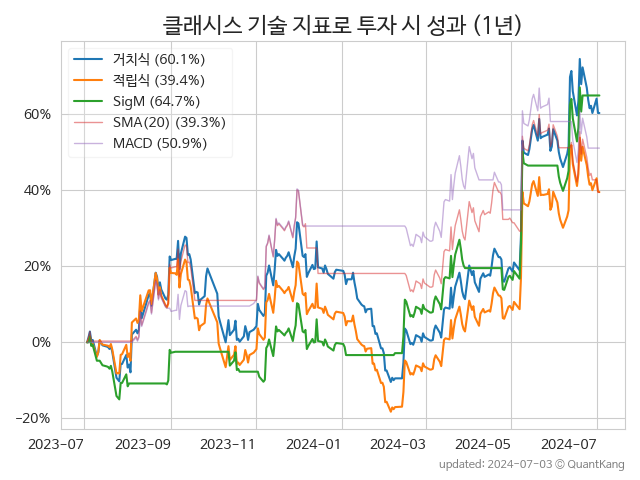 클래시스 기술 지표로 투자 시 성과 (1년)
거치식 (60.1%)
적립식 (39.4%)
SigM (64.7%)
SMA(20) (39.3%)
MACD (50.9%)
60%
40%
20%
0%
−20%
2023-07 2023-09 2023-11 2024-01 2024-03 2024-05 2024-07
updated: 2024-07-03 © QuantKang